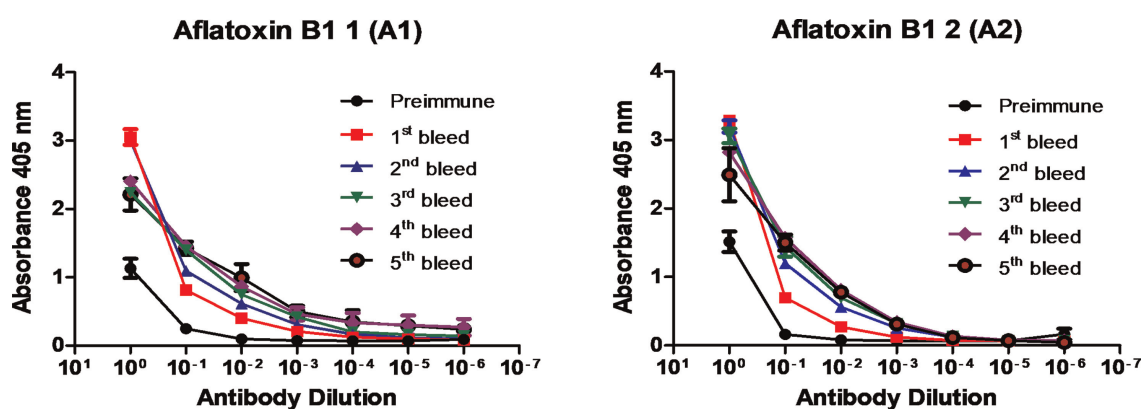 Aflatoxin B1 1 (A1)
Absorbance 405 nm
4
3
2
1
0
10¹ 10⁰ 10⁻¹ 10⁻² 10⁻³ 10⁻⁴ 10⁻⁵ 10⁻⁶ 10⁻⁷
Antibody Dilution
Preimmune
1ˢᵗ bleed
2ⁿᵈ bleed
3ʳᵈ bleed
4ᵗʰ bleed
5ᵗʰ bleed
Aflatoxin B1 2 (A2)
Absorbance 405 nm
4
3
2
1
0
10¹ 10⁰ 10⁻¹ 10⁻² 10⁻³ 10⁻⁴ 10⁻⁵ 10⁻⁶ 10⁻⁷
Antibody Dilution
Preimmune
1ˢᵗ bleed
2ⁿᵈ bleed
3ʳᵈ bleed
4ᵗʰ bleed
5ᵗʰ bleed